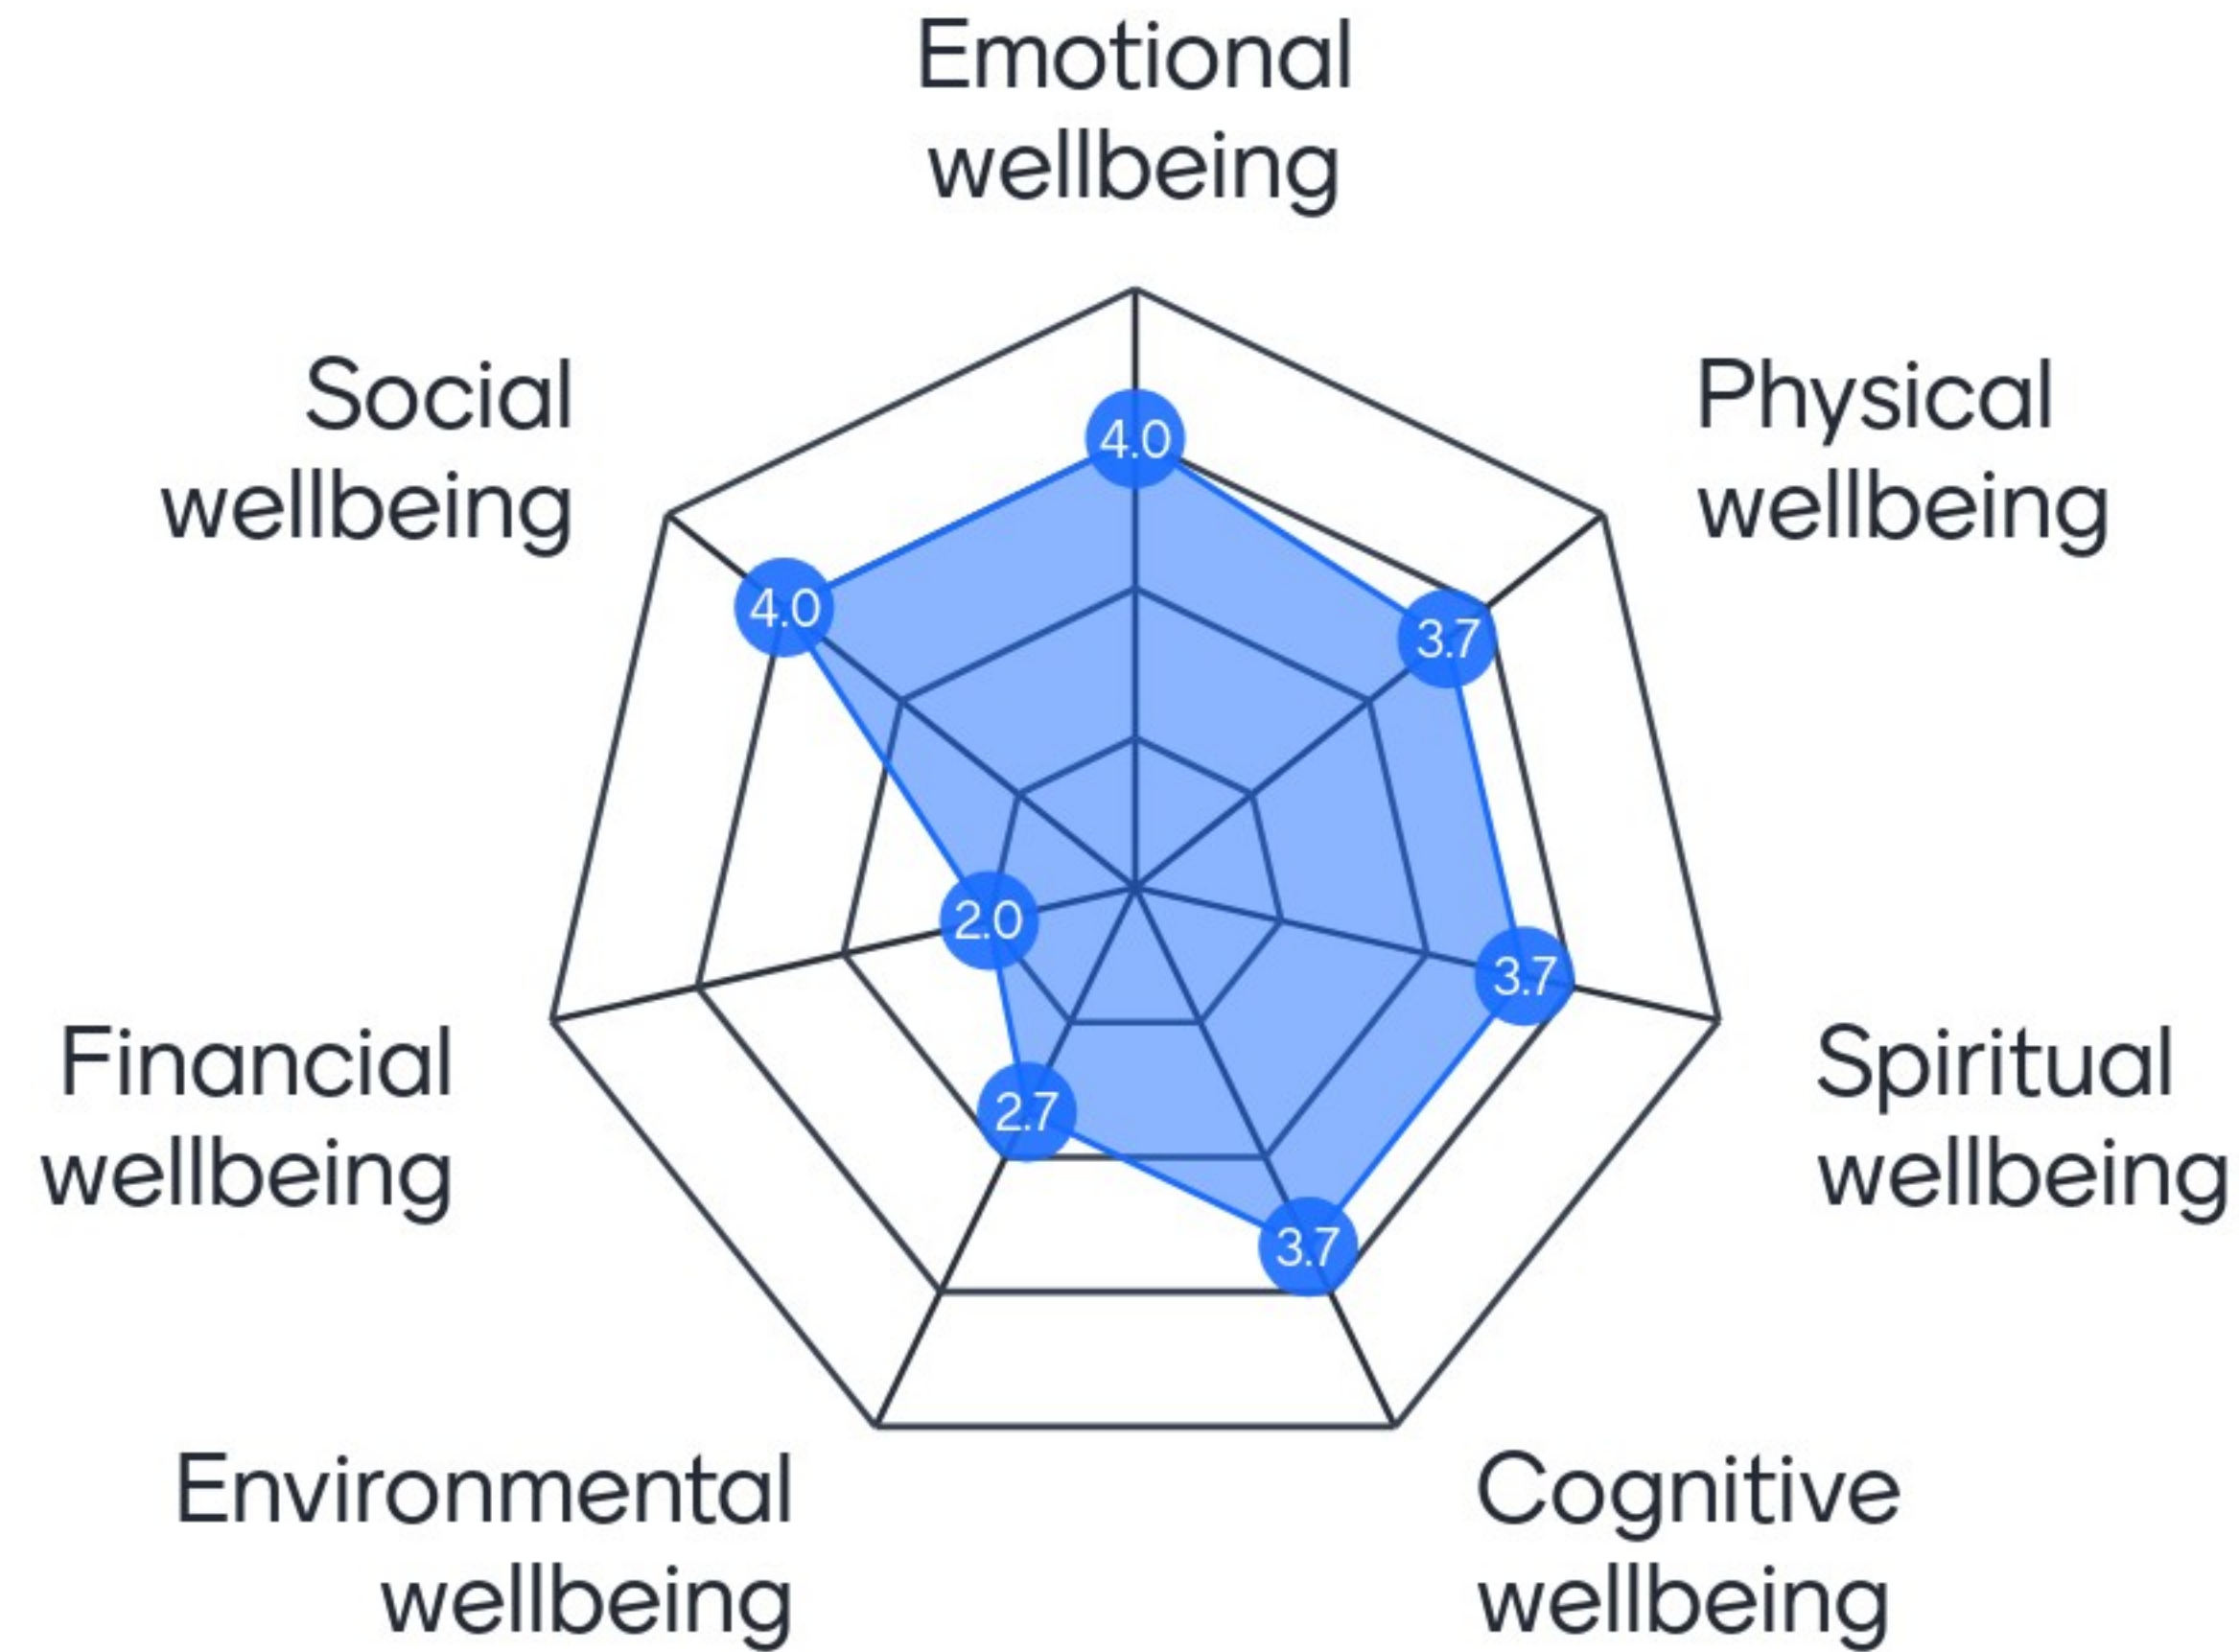 Emotional
wellbeing
Physical
wellbeing
Social
wellbeing
4.0
4.0
3.7
2.0
3.7
Financial
wellbeing
Spiritual
wellbeing
2.7
3.7
Environmental
wellbeing
Cognitive
wellbeing